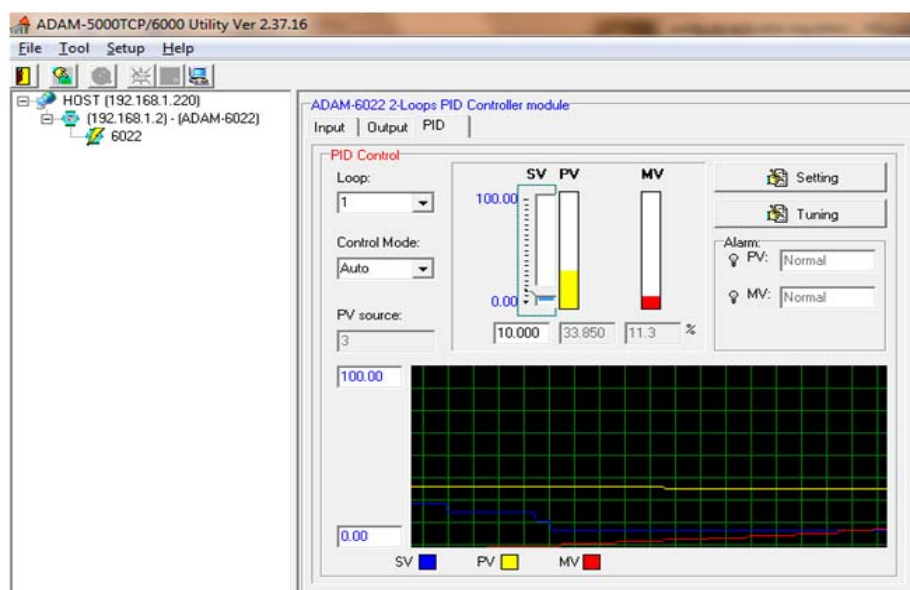 ADAM-5000TCP/6000 Utility Ver 2.37.16
File Tool Setup Help
HOST (192.168.1.220)
(192.168.1.2) - (ADAM-6022)
6022
ADAM-6022 2-Loops PID Controller module
Input Output PID
PID Control
Loop:
1
Control Mode:
Auto
PV source:
3
SV PV MV
100.00
0.00
10.000 33.850 11.3 %
Setting
Tuning
Alarm:
PV: Normal
MV: Normal
100.00
0.00
SV PV MV